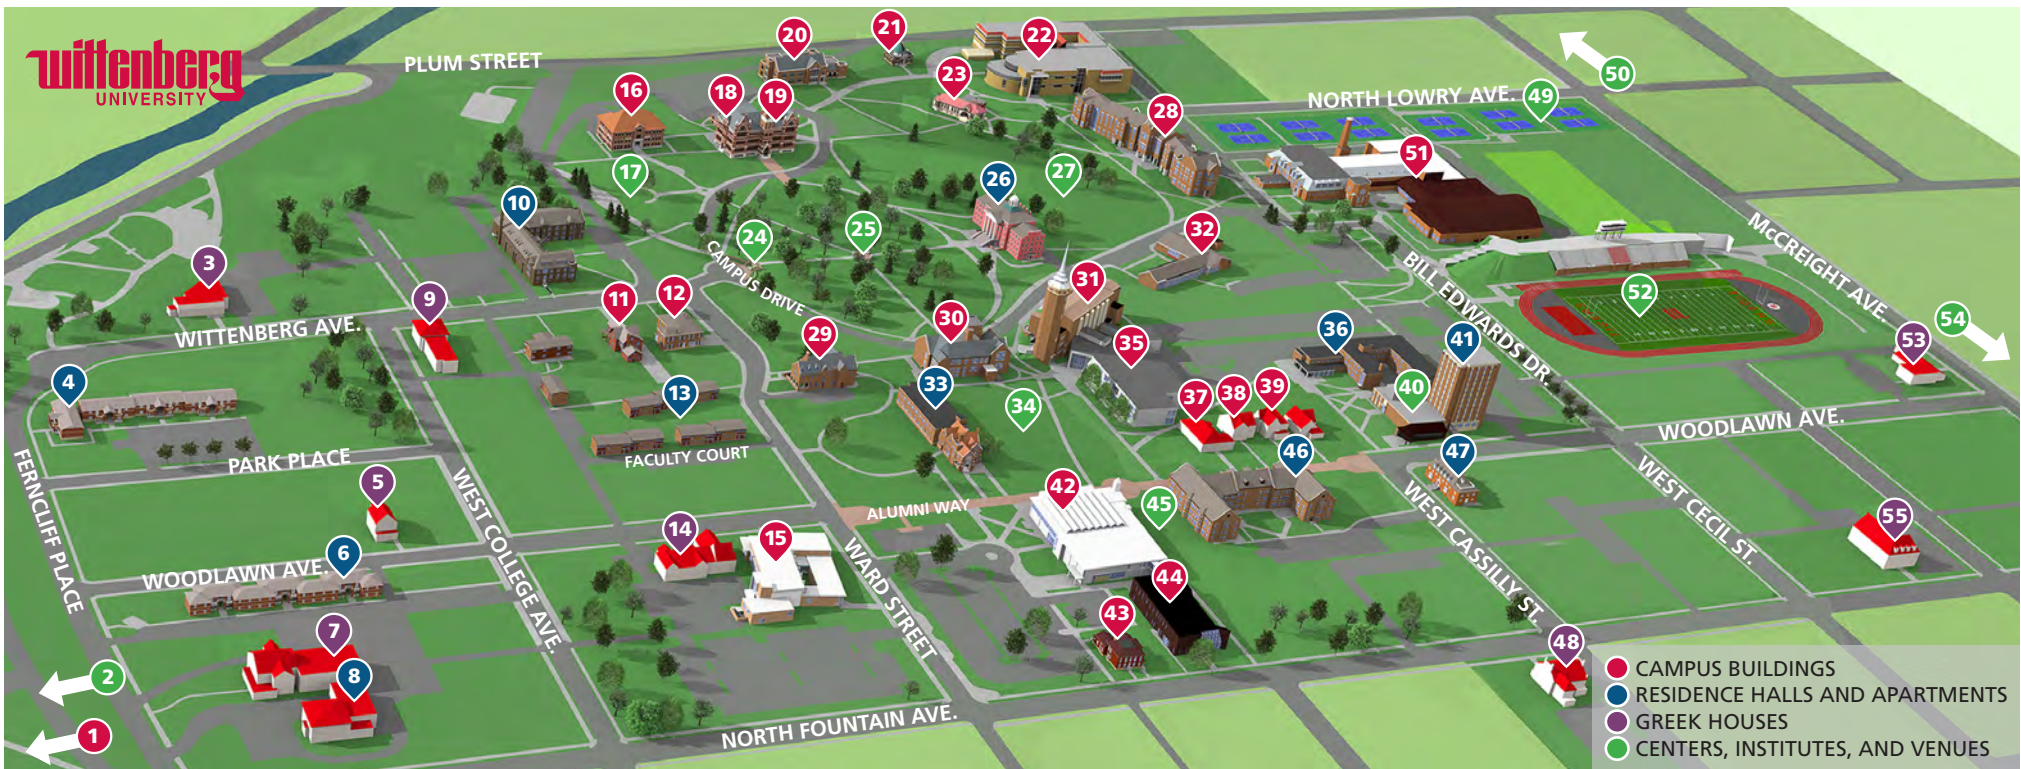 wittenberg
UNIVERSITY
PLUM STREET
20
21
22
50
16
18
19
23
28
NORTH LOWRY AVE.
49
51
17
10
26
27
24
25
32
3
9
11
12
CAMPUS DRIVE
31
BILL EDWARDS DR.
52
McCREIGHT AVE.
54
WITTENBERG AVE.
29
30
35
36
41
53
4
13
33
34
37
38
39
40
PARK PLACE
FACULTY COURT
WOODLAWN AVE.
FERNCLIFF PLACE
5
WEST COLLEGE AVE.
ALUMNI WAY
42
45
46
47
WEST CASSILLY ST.
WEST CECIL ST.
55
WOODLAWN AVE.
6
14
15
WARD STREET
44
43
7
8
2
1
48
NORTH FOUNTAIN AVE.
CAMPUS BUILDINGS
RESIDENCE HALLS AND APARTMENTS
GREEK HOUSES
CENTERS, INSTITUTES, AND VENUES